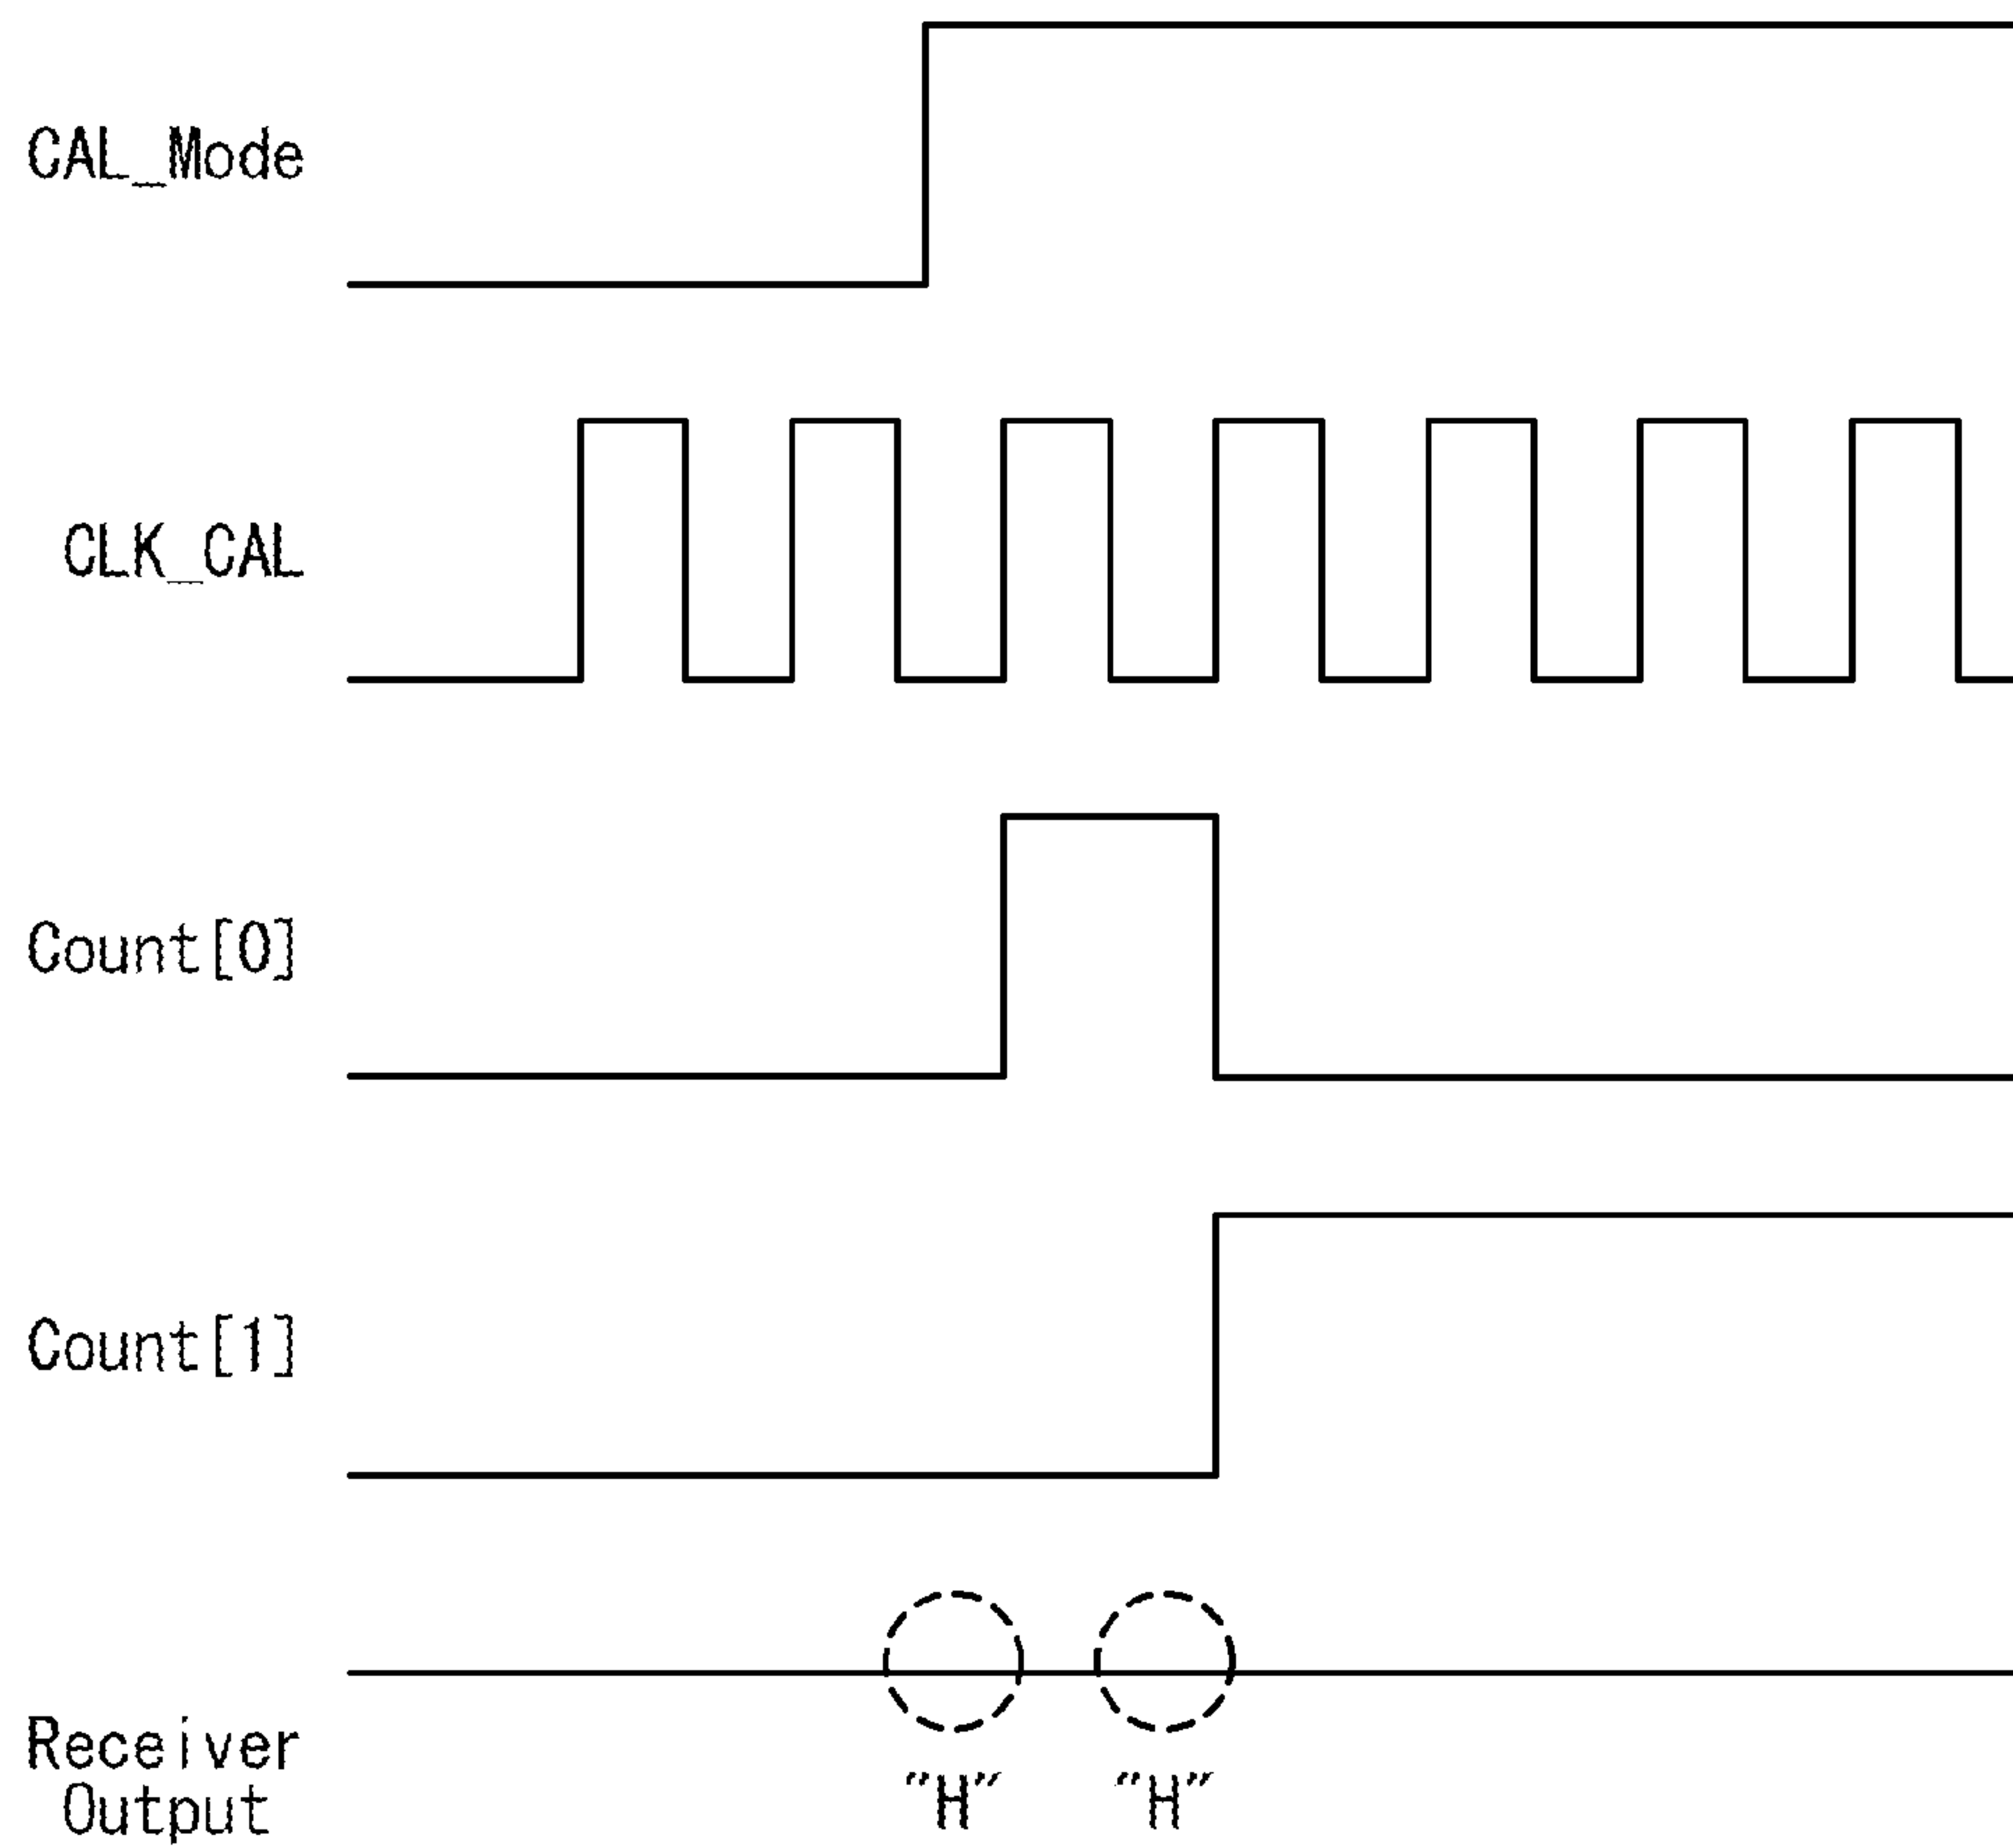 CAL_Mode
CLK_CAL
Count[0]
Count[1]
Receiver
Output
"H" "H"